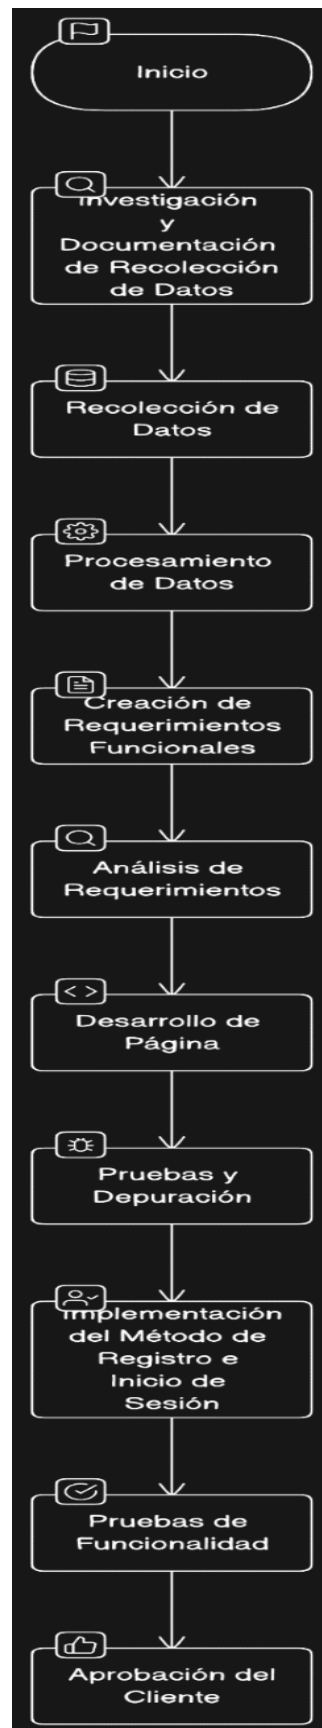 Inicio
Investigación
y
Documentación
de Recolección
de Datos
Recolección de
Datos
Procesamiento
de Datos
Creación de
Requerimientos
Funcionales
Análisis de
Requerimientos
Desarrollo de
Página
Pruebas y
Depuración
Implementación
del Método de
Registro e
Inicio de
Sesión
Pruebas de
Funcionalidad
Aprobación del
Cliente